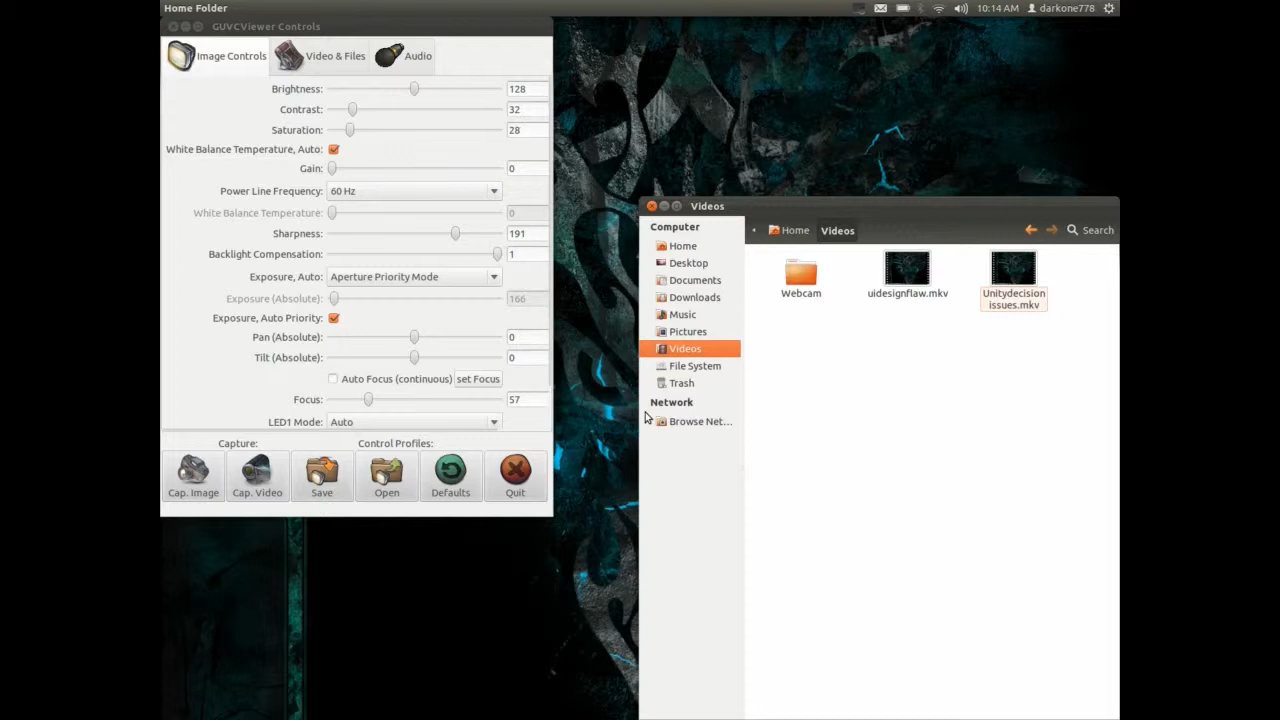 Home Folder
10:14 AM
darkone778
GUVCViewer Controls
Image Controls
Video & Files
Audio
Brightness: 128
Contrast: 32
Saturation: 28
White Balance Temperature, Auto:
Gain: 0
Power Line Frequency: 60 Hz
White Balance Temperature: 0
Sharpness: 191
Backlight Compensation: 1
Exposure, Auto: Aperture Priority Mode
Exposure (Absolute): 166
Exposure, Auto Priority:
Pan (Absolute): 0
Tilt (Absolute): 0
Auto Focus (continuous) set Focus
Focus: 57
LED1 Mode: Auto
Capture: Control Profiles:
Cap. Image
Cap. Video
Save
Open
Defaults
Quit
Videos
Computer
Home
Desktop
Documents
Downloads
Music
Pictures
Videos
File System
Trash
Network
Browse Net...
Home
Videos
Search
Webcam
uidesignflaw.mkv
Unitydecision
issues.mkv